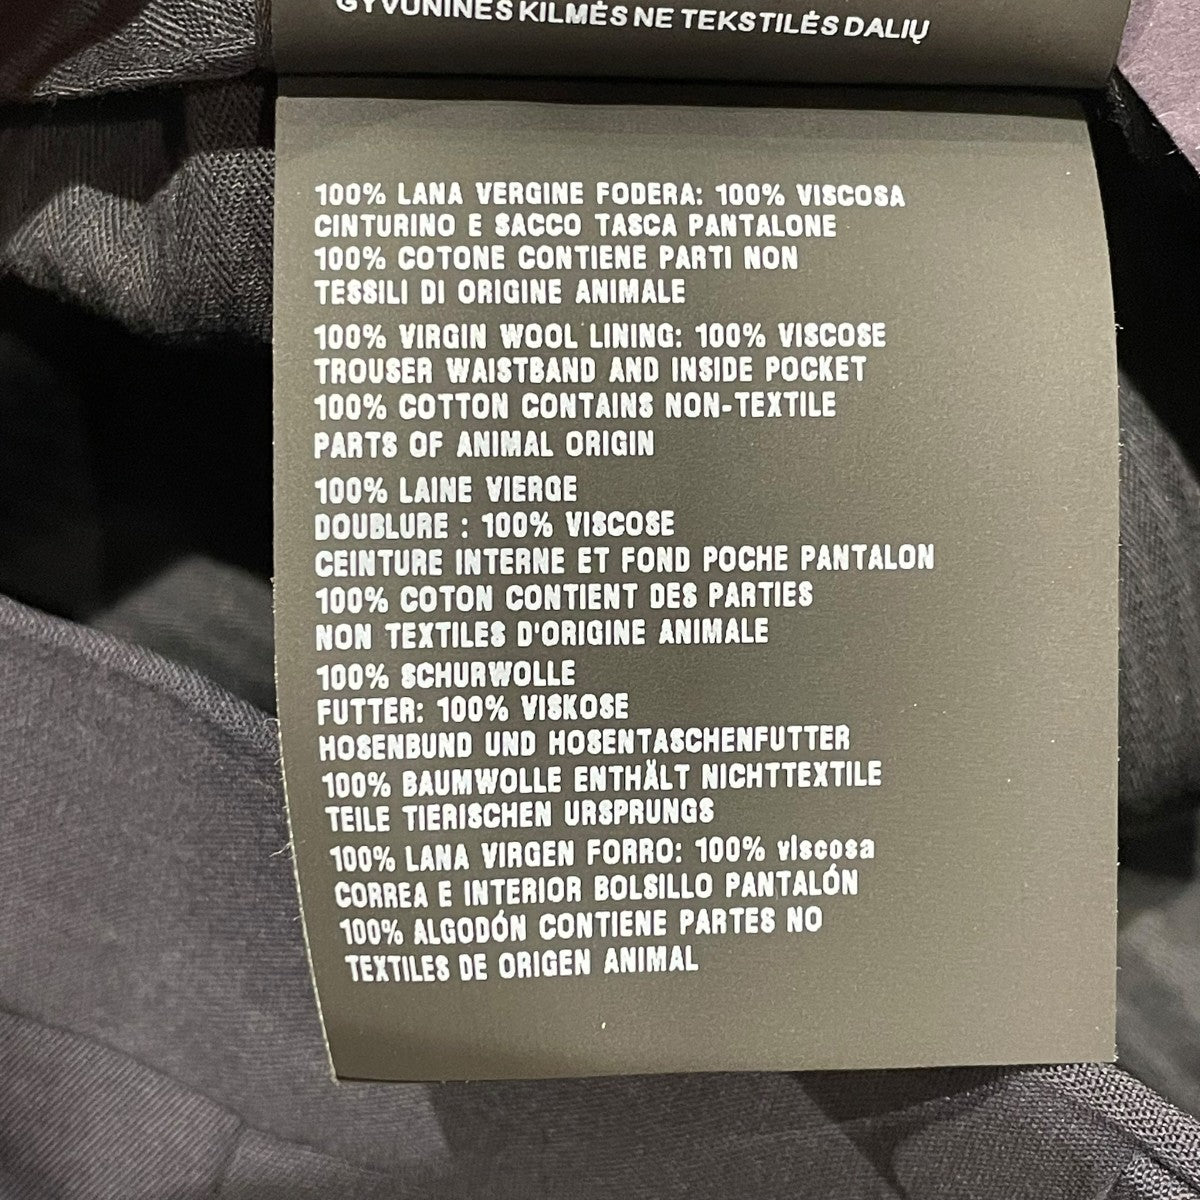 GYVŪNINĖS KILMĖS NE TEKSTILĖS DALIŲ
100% LANA VERGINE FODERA: 100% VISCOSA
CINTURINO E SACCO TASCA PANTALONE
100% COTONE CONTIENE PARTI NON
TESSILI DI ORIGINE ANIMALE
100% VIRGIN WOOL LINING: 100% VISCOSE
TROUSER WAISTBAND AND INSIDE POCKET
100% COTTON CONTAINS NON-TEXTILE
PARTS OF ANIMAL ORIGIN
100% LAINE VIERGE
DOUBLURE : 100% VISCOSE
CEINTURE INTERNE ET FOND POCHE PANTALON
100% COTON CONTIENT DES PARTIES
NON TEXTILES D'ORIGINE ANIMALE
100% SCHURWOLLE
FUTTER: 100% VISKOSE
HOSENBUND UND HOSENTASCHENFUTTER
100% BAUMWOLLE ENTHÄLT NICHTTEXTILE
TEILE TIERISCHEN URSPRUNGS
100% LANA VIRGEN FORRO: 100% viscosa
CORREA E INTERIOR BOLSILLO PANTALÓN
100% ALGODÓN CONTIENE PARTES NO
TEXTILES DE ORIGEN ANIMAL